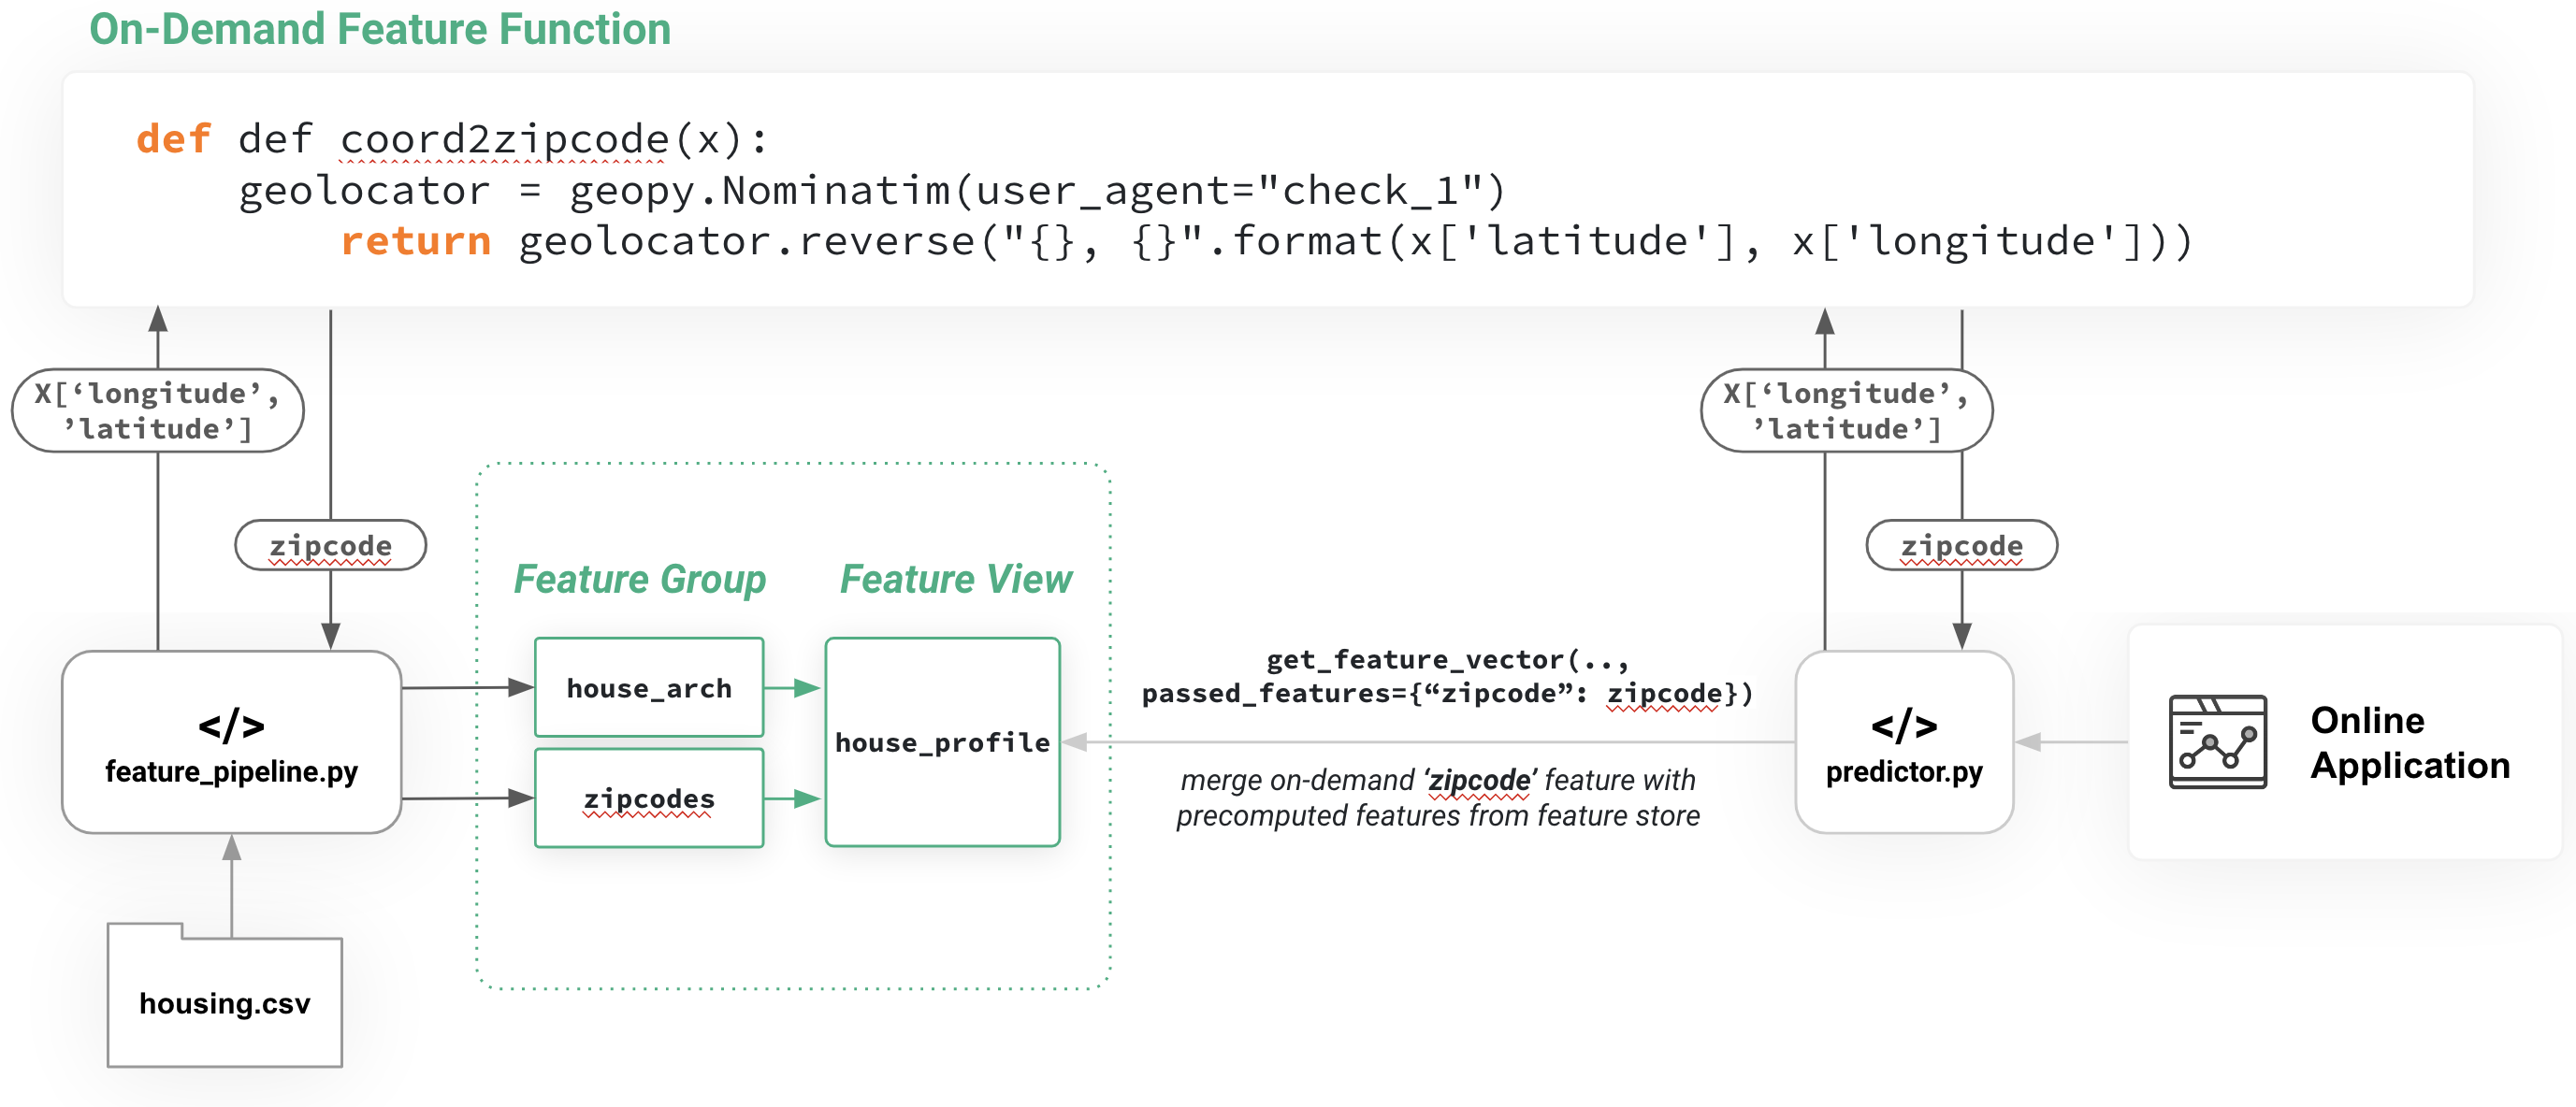 On-Demand Feature Function
def def coord2zipcode(x):
geolocator = geopy.Nominatim(user_agent="check_1")
return geolocator.reverse("{}, {}".format(x['latitude'], x['longitude']))
X[‘longitude’,
’latitude’]
zipcode
X[‘longitude’,
’latitude’]
zipcode
Feature Group
Feature View
house_arch
zipcodes
house_profile
get_feature_vector(..,
passed_features={“zipcode”: zipcode})
merge on-demand ‘zipcode’ feature with
precomputed features from feature store
</>
feature_pipeline.py
</>
predictor.py
Online
Application
housing.csv